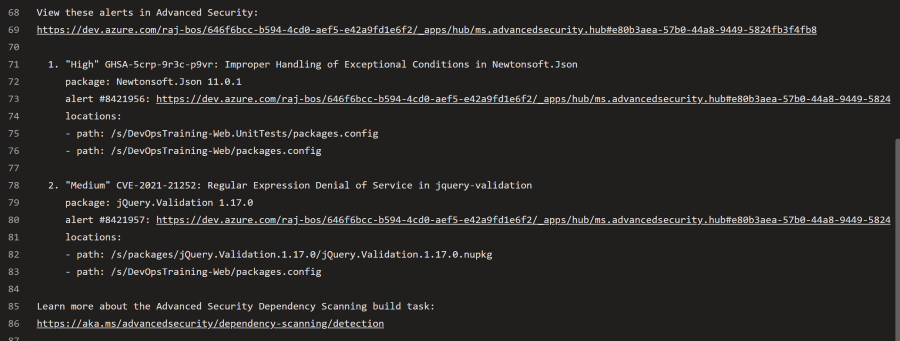 68 View these alerts in Advanced Security:
69 https://dev.azure.com/raj-bos/646f6bcc-b594-4cd0-aef5-e42a9fd1e6f2/_apps/hub/ms.advancedsecurity.hub#e80b3aea-57b0-44a8-9449-5824fb3f4fb8
70
71 1. "High" GHSA-5crp-9r3c-p9vr: Improper Handling of Exceptional Conditions in Newtonsoft.Json
72 package: Newtonsoft.Json 11.0.1
73 alert #8421956: https://dev.azure.com/raj-bos/646f6bcc-b594-4cd0-aef5-e42a9fd1e6f2/_apps/hub/ms.advancedsecurity.hub#e80b3aea-57b0-44a8-9449-5824
74 locations:
75 - path: /s/DevOpsTraining-Web.UnitTests/packages.config
76 - path: /s/DevOpsTraining-Web/packages.config
77
78 2. "Medium" CVE-2021-21252: Regular Expression Denial of Service in jquery-validation
79 package: jQuery.Validation 1.17.0
80 alert #8421957: https://dev.azure.com/raj-bos/646f6bcc-b594-4cd0-aef5-e42a9fd1e6f2/_apps/hub/ms.advancedsecurity.hub#e80b3aea-57b0-44a8-9449-5824
81 locations:
82 - path: /s/packages/jQuery.Validation.1.17.0/jQuery.Validation.1.17.0.nupkg
83 - path: /s/DevOpsTraining-Web/packages.config
84
85 Learn more about the Advanced Security Dependency Scanning build task:
86 https://aka.ms/advancedsecurity/dependency-scanning/detection
87